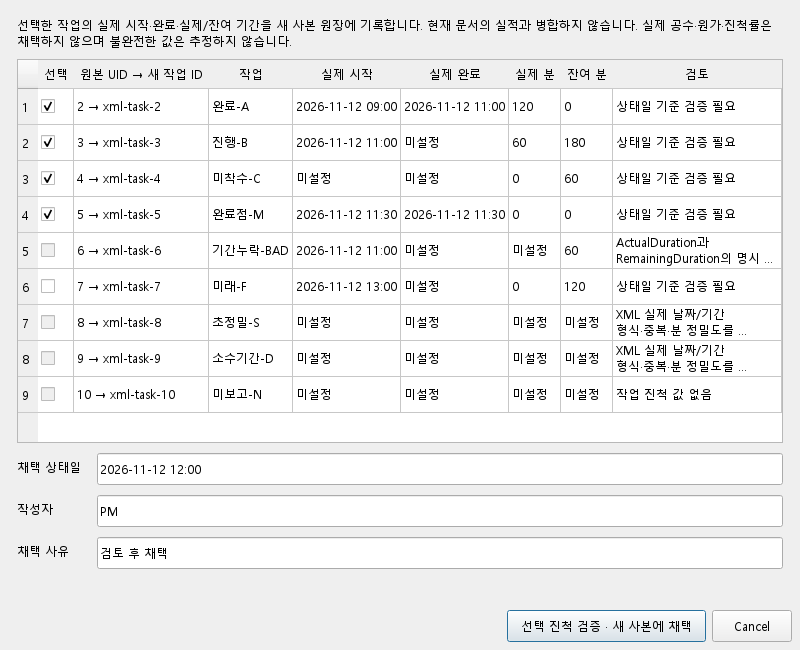 선택한 작업의 실제 시작·완료·실제/잔여 기간을 새 사본 원장에 기록합니다. 현재 문서의 실적과 병합하지 않습니다. 실제 공수·원가·진척률은
채택하지 않으며 불완전한 값은 추정하지 않습니다.
선택 원본 UID → 새 작업 ID 작업 실제 시작 실제 완료 실제 분 잔여 분 검토
1 2 → xml-task-2 완료-A 2026-11-12 09:00 2026-11-12 11:00 120 0 상태일 기준 검증 필요
2 3 → xml-task-3 진행-B 2026-11-12 11:00 미설정 60 180 상태일 기준 검증 필요
3 4 → xml-task-4 미착수-C 미설정 미설정 0 60 상태일 기준 검증 필요
4 5 → xml-task-5 완료점-M 2026-11-12 11:30 2026-11-12 11:30 0 0 상태일 기준 검증 필요
5 6 → xml-task-6 기간누락-BAD 2026-11-12 11:00 미설정 미설정 60 ActualDuration과
RemainingDuration의 명시 ...
6 7 → xml-task-7 미래-F 2026-11-12 13:00 미설정 0 120 상태일 기준 검증 필요
7 8 → xml-task-8 초정밀-S 미설정 미설정 미설정 미설정 XML 실제 날짜/기간
형식·중복·분 정밀도를 ...
8 9 → xml-task-9 소수기간-D 미설정 미설정 미설정 미설정 XML 실제 날짜/기간
형식·중복·분 정밀도를 ...
9 10 → xml-task-10 미보고-N 미설정 미설정 미설정 미설정 작업 진척 값 없음
채택 상태일 2026-11-12 12:00
작성자 PM
채택 사유 검토 후 채택
선택 진척 검증 · 새 사본에 채택 Cancel